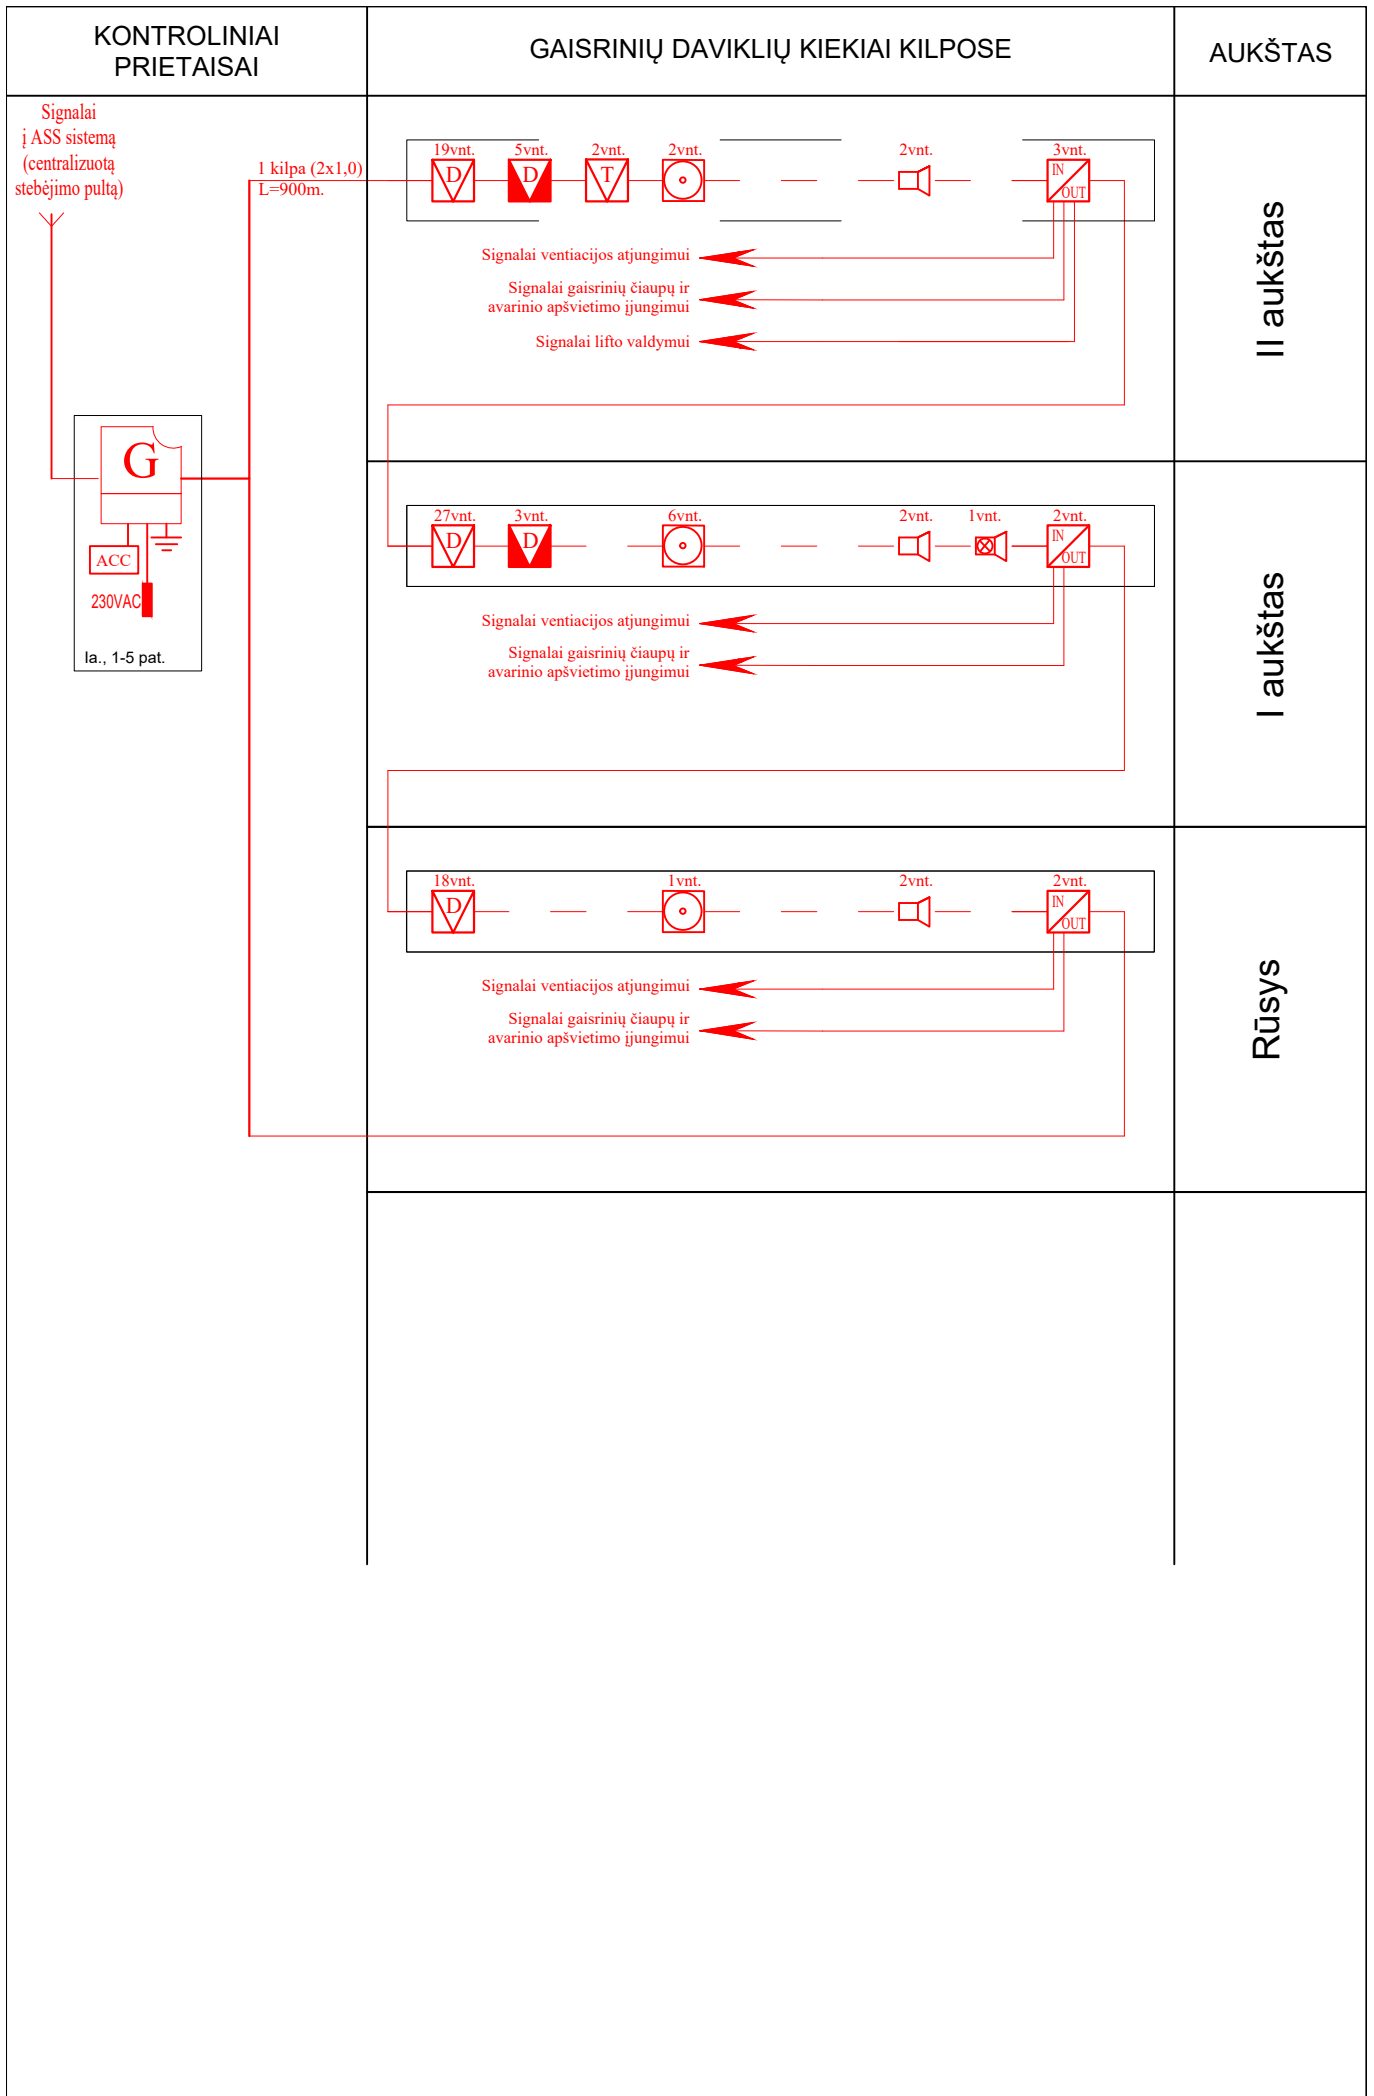 KONTROLINIAI
PRIETAISAI
GAISRINIŲ DAVIKLIŲ KIEKIAI KILPOSE
AUKŠTAS
Signalai
į ASS sistemą
(centralizuotą
stebėjimo pultą)
1 kilpa (2x1,0)
L=900m.
19vnt.
5vnt.
2vnt.
2vnt.
2vnt.
3vnt.
D
D
T
IN
OUT
Signalai ventiacijos atjungimui
Signalai gaisrinių čiaupų ir
avarinio apšvietimo įjungimui
Signalai lifto valdymui
II aukštas
G
ACC
230VAC
Ia., 1-5 pat.
27vnt.
3vnt.
6vnt.
2vnt.
1vnt.
2vnt.
D
D
IN
OUT
Signalai ventiacijos atjungimui
Signalai gaisrinių čiaupų ir
avarinio apšvietimo įjungimui
I aukštas
18vnt.
1vnt.
2vnt.
2vnt.
D
IN
OUT
Signalai ventiacijos atjungimui
Signalai gaisrinių čiaupų ir
avarinio apšvietimo įjungimui
Rūsys